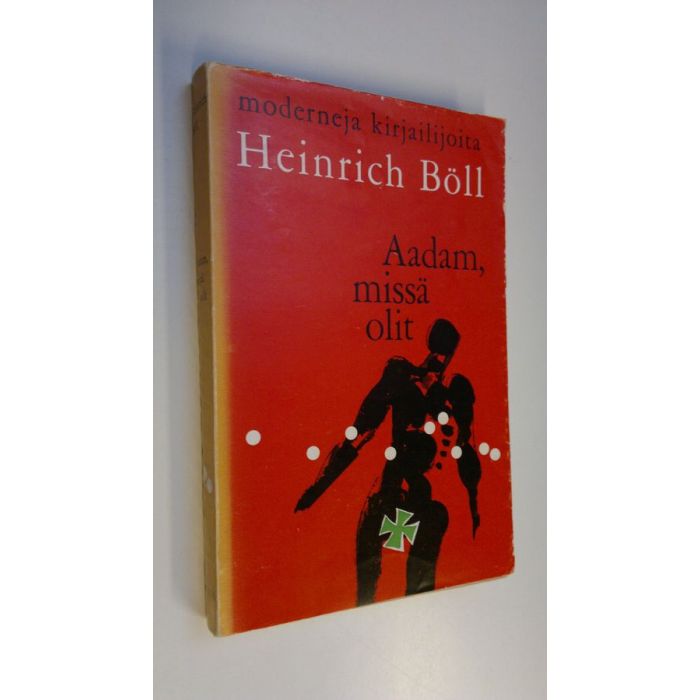 moderneja kirjailijoita
Heinrich Böll
Aadam,
missä
olit